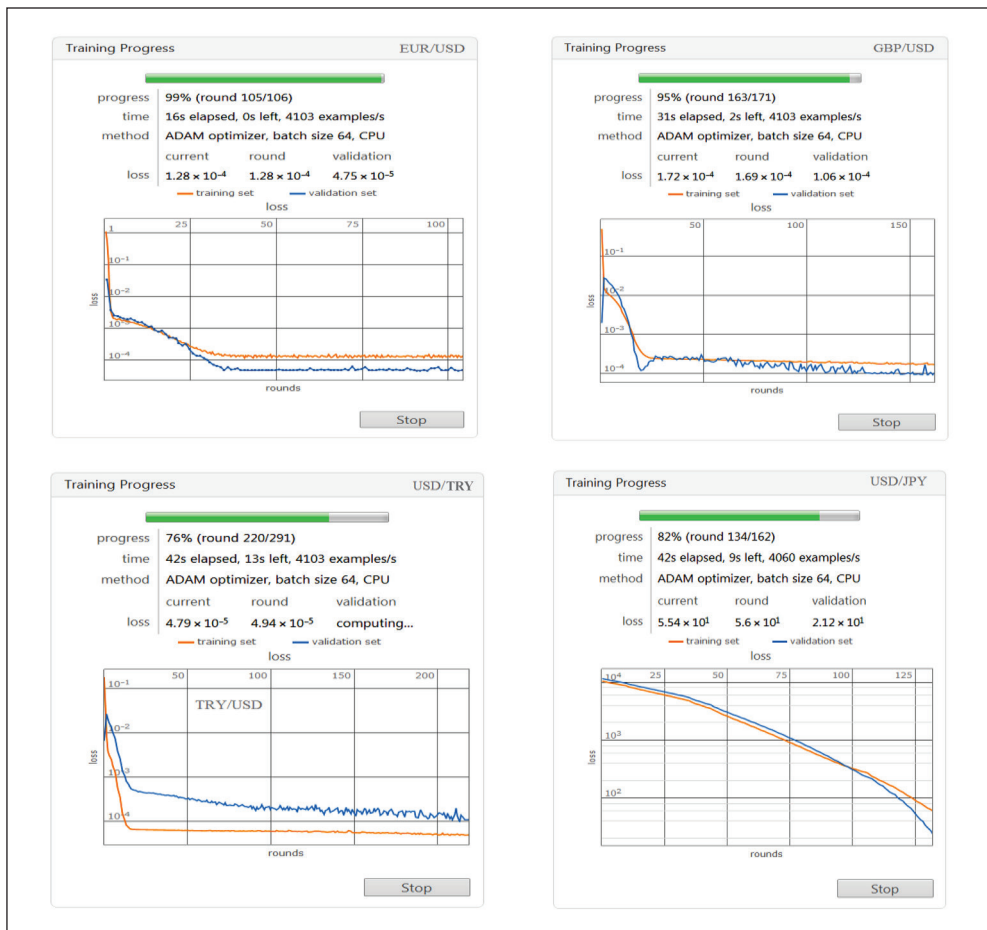 Training Progress EUR/USD
progress 99% (round 105/106)
time 16s elapsed, 0s left, 4103 examples/s
method ADAM optimizer, batch size 64, CPU
current round validation
loss 1.28 × 10⁻⁴ 1.28 × 10⁻⁴ 4.75 × 10⁻⁵
training set validation set
loss
25 50 75 100
1
10⁻¹
10⁻²
10⁻³
10⁻⁴
loss
rounds
Stop
Training Progress GBP/USD
progress 95% (round 163/171)
time 31s elapsed, 2s left, 4103 examples/s
method ADAM optimizer, batch size 64, CPU
current round validation
loss 1.72 × 10⁻⁴ 1.69 × 10⁻⁴ 1.06 × 10⁻⁴
training set validation set
loss
50 100 150
10⁻¹
10⁻²
10⁻³
10⁻⁴
loss
rounds
Stop
Training Progress USD/TRY
progress 76% (round 220/291)
time 42s elapsed, 13s left, 4103 examples/s
method ADAM optimizer, batch size 64, CPU
current round validation
loss 4.79 × 10⁻⁵ 4.94 × 10⁻⁵ computing...
training set validation set
loss
50 100 150 200
10⁻¹
TRY/USD
10⁻²
10⁻³
10⁻⁴
loss
rounds
Stop
Training Progress USD/JPY
progress 82% (round 134/162)
time 42s elapsed, 9s left, 4060 examples/s
method ADAM optimizer, batch size 64, CPU
current round validation
loss 5.54 × 10¹ 5.6 × 10¹ 2.12 × 10¹
training set validation set
loss
25 50 75 100 125
10⁴
10³
10²
loss
rounds
Stop